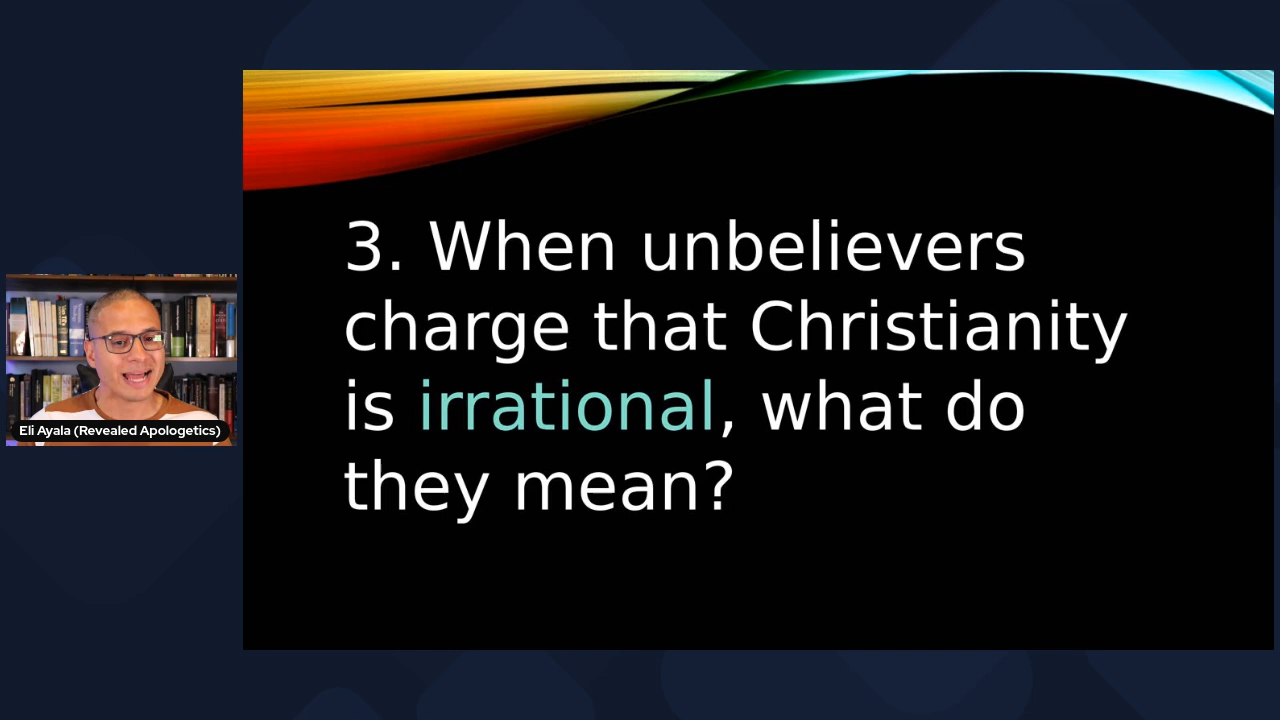 3. When unbelievers
charge that Christianity
is irrational, what do
they mean?
Eli Ayala (Revealed Apologetics)